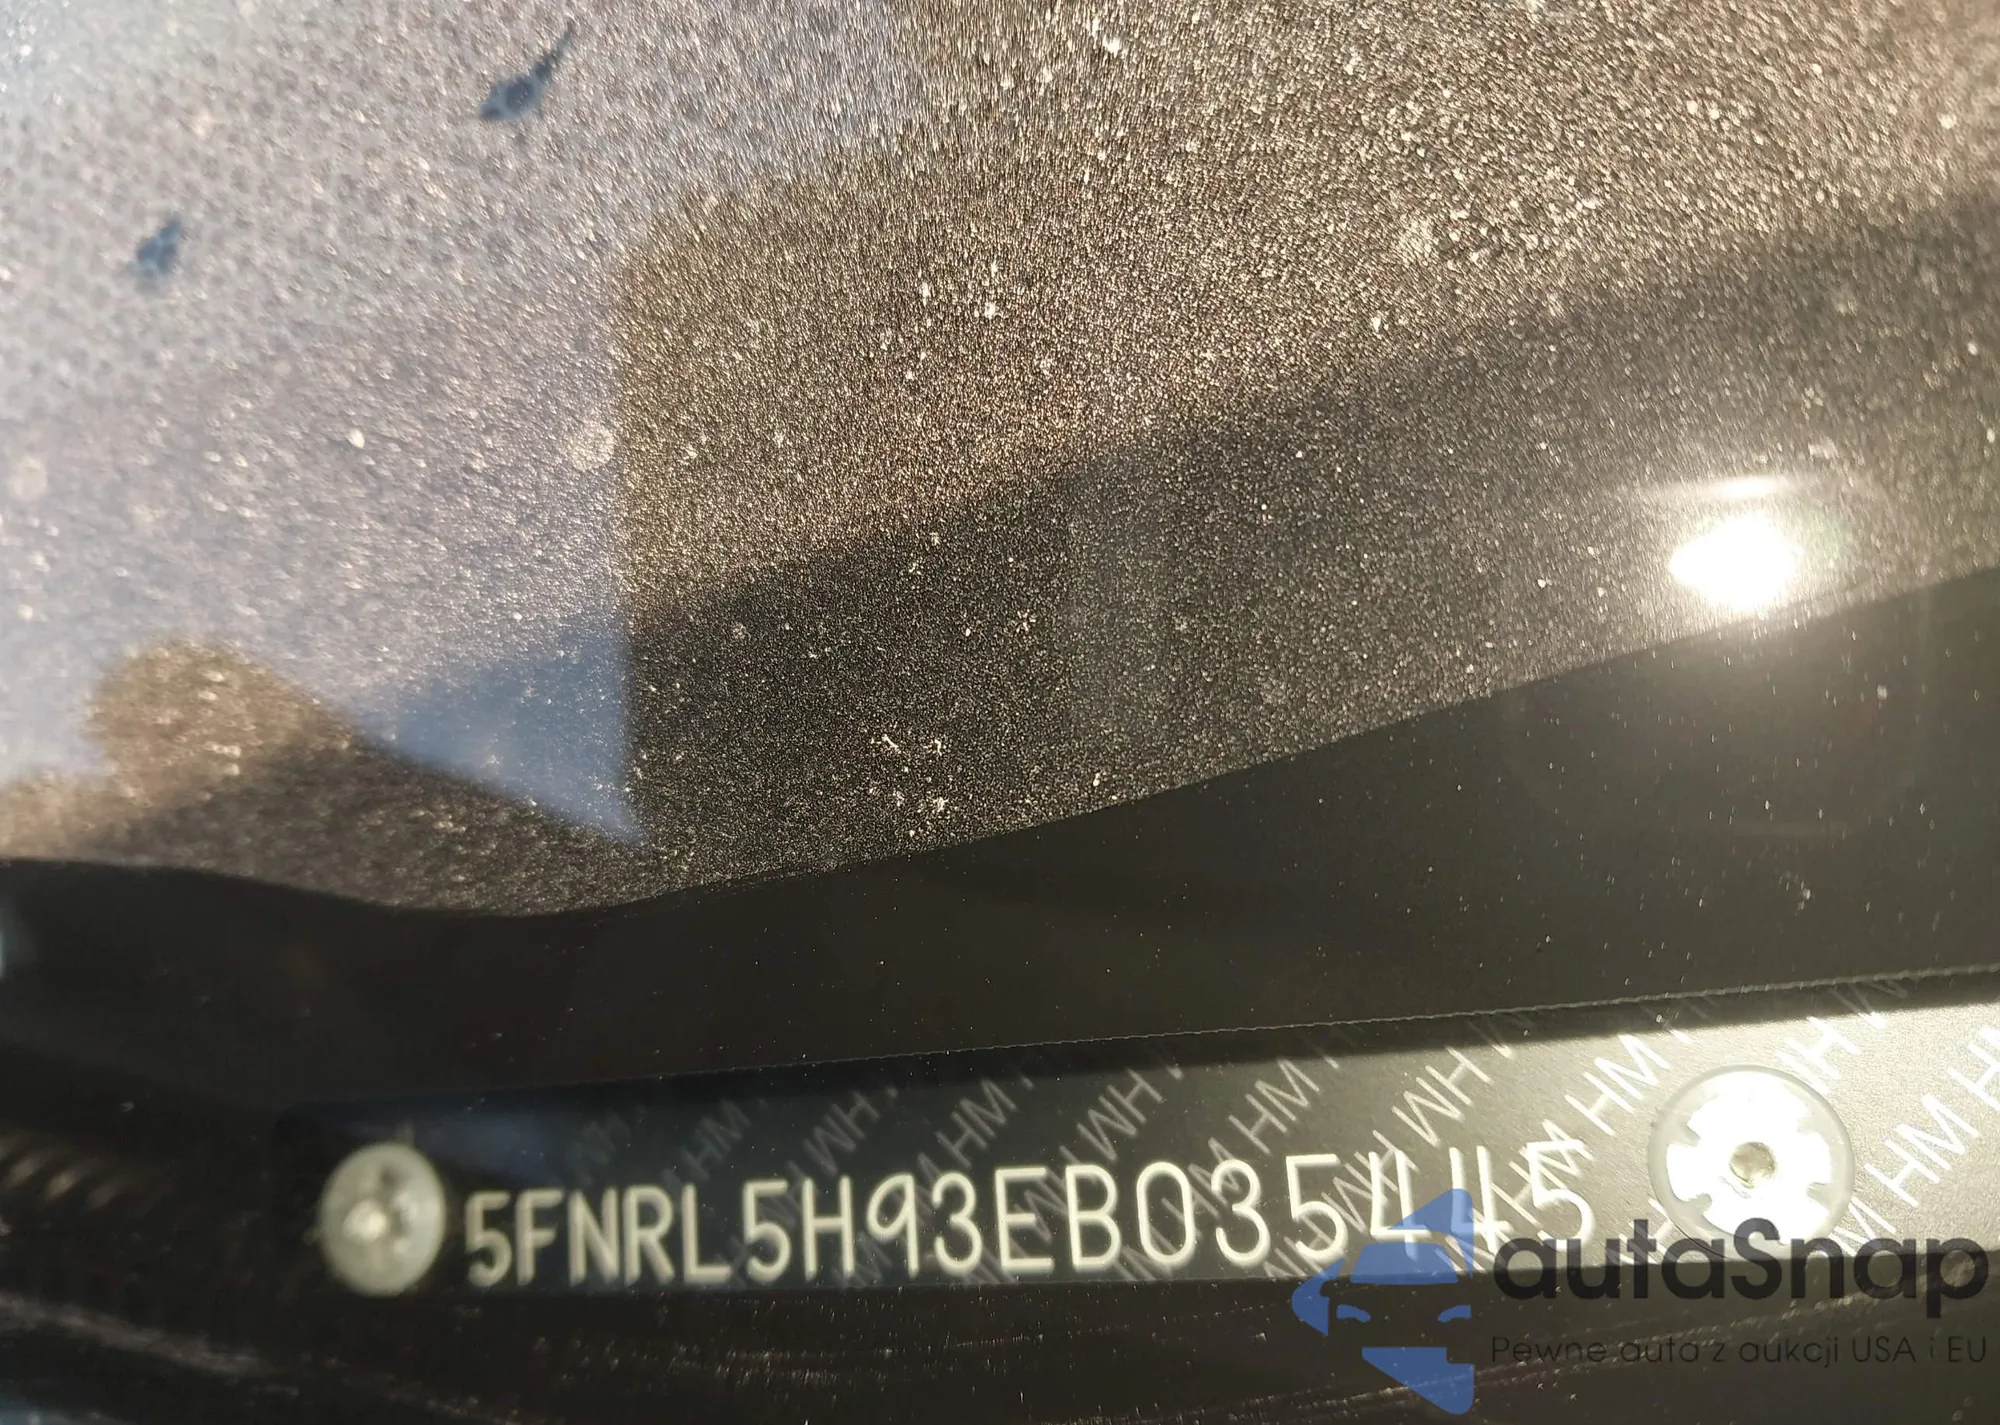 5FNRL5H93EB035445
autaSnap
Pewne auta z aukcji USA i EU